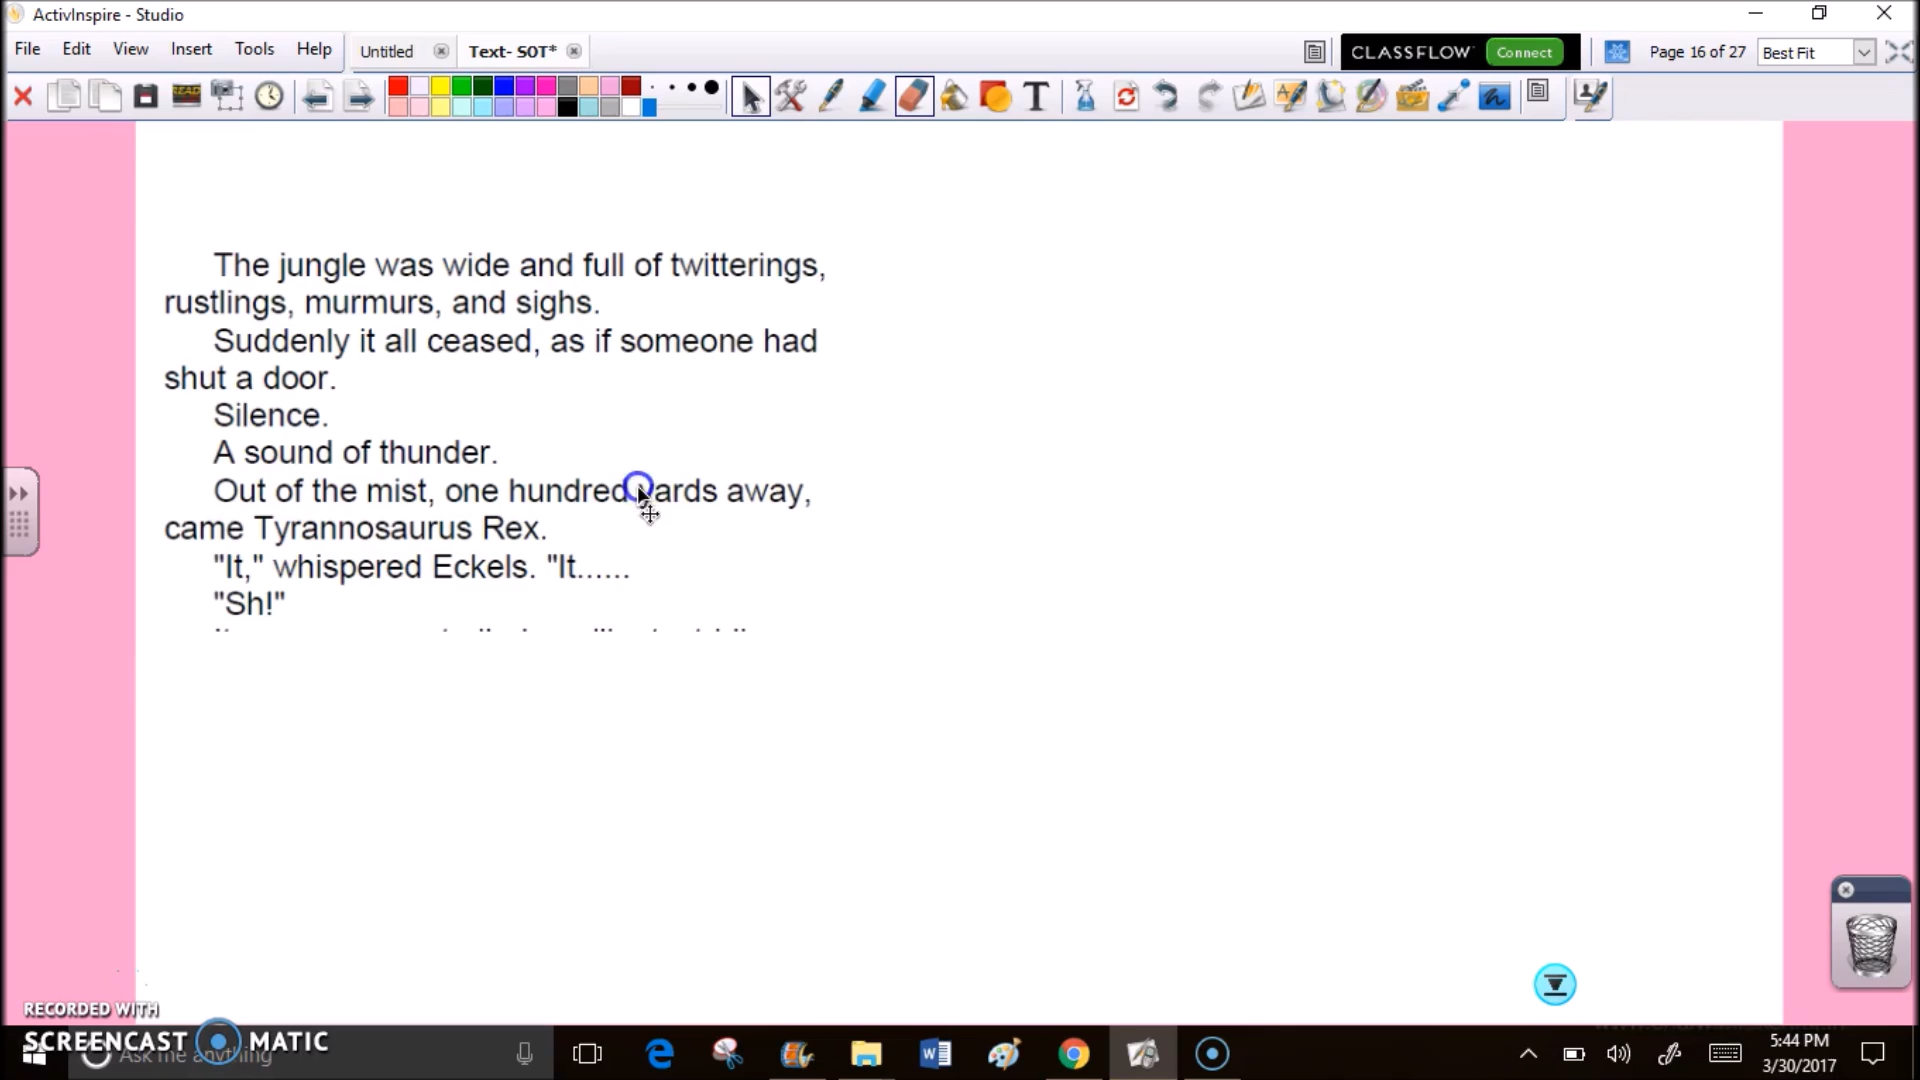 ActivInspire - Studio
File Edit View Insert Tools Help Untitled Text- SOT* CLASSFLOW Connect Page 16 of 27 Best Fit
The jungle was wide and full of twitterings,
rustlings, murmurs, and sighs.
Suddenly it all ceased, as if someone had
shut a door.
Silence.
A sound of thunder.
Out of the mist, one hundred yards away,
came Tyrannosaurus Rex.
"It," whispered Eckels. "It......
"Sh!"
RECORDED WITH
SCREENCAST MATIC
Ask me anything
5:44 PM
3/30/2017